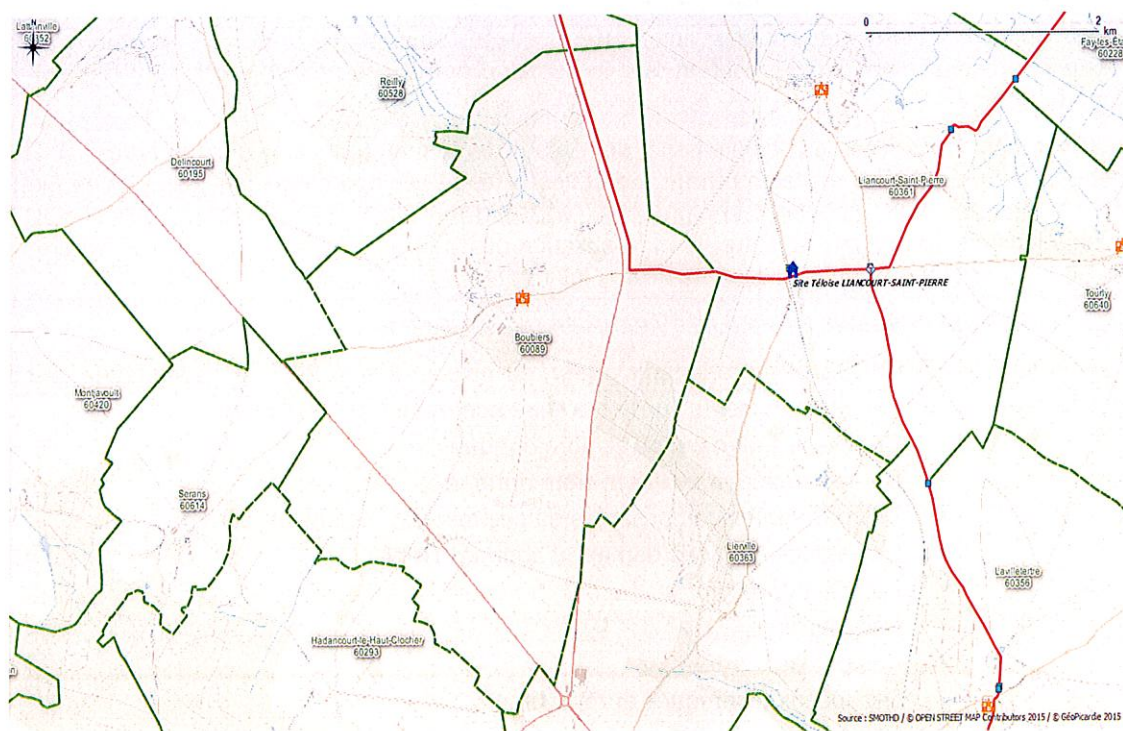 N
0
2
km
60228
Reilly
60528
Delincourt
60195
Liancourt-Saint-Pierre
60361
Site Téloise LIANCOURT-SAINT-PIERRE
Tourly
60640
Boubiers
60089
Montjavoult
60420
Serans
60614
Lierville
60363
Lavilletertre
60356
Hadancourt-le-Haut-Clocher
60293
Source : SMOTHD / © OPEN STREET MAP Contributors 2015 / © GéoPicardie 2015